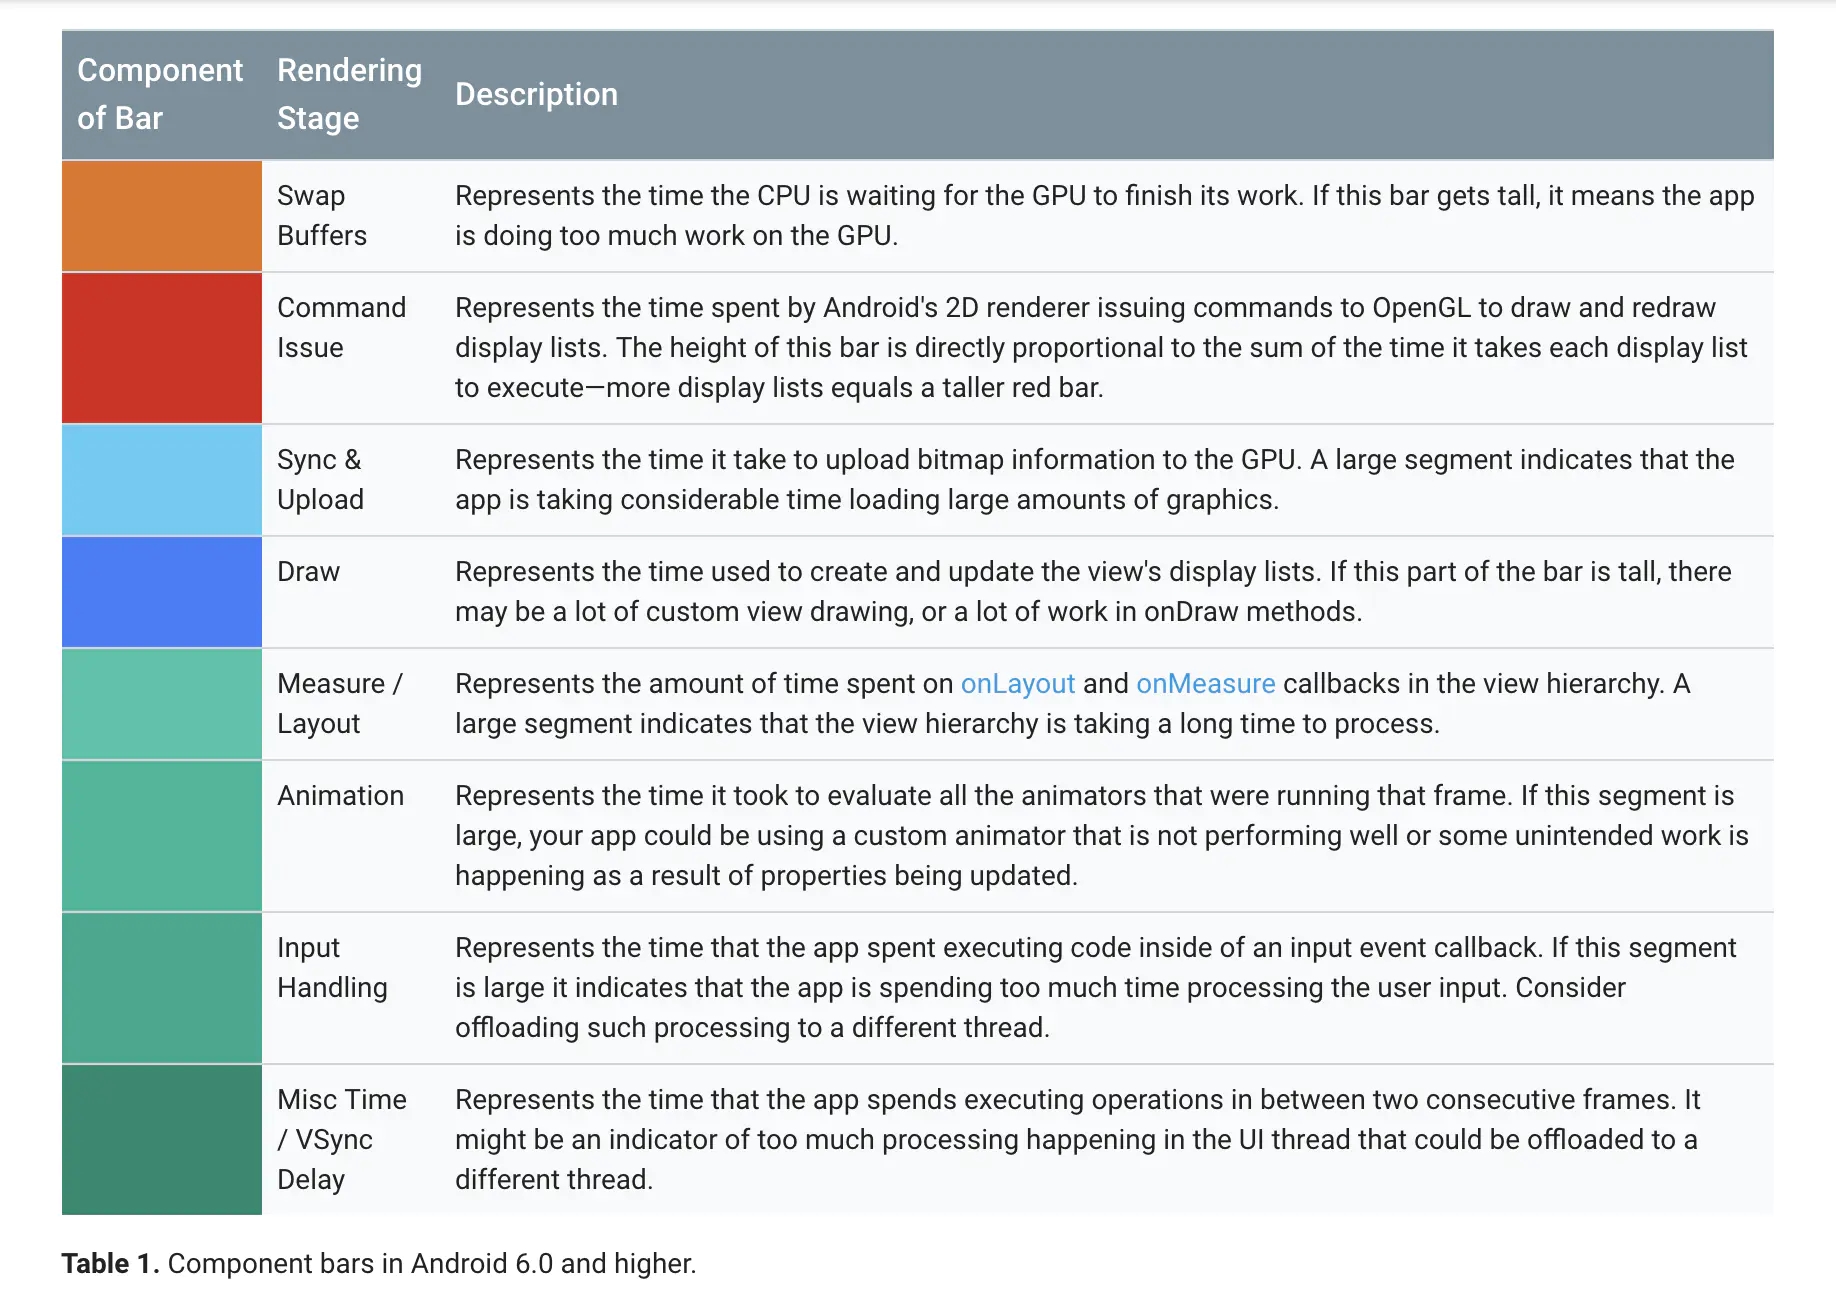 Component
of Bar
Rendering
Stage
Description
Swap
Buffers
Represents the time the CPU is waiting for the GPU to finish its work. If this bar gets tall, it means the app
is doing too much work on the GPU.
Command
Issue
Represents the time spent by Android's 2D renderer issuing commands to OpenGL to draw and redraw
display lists. The height of this bar is directly proportional to the sum of the time it takes each display list
to execute—more display lists equals a taller red bar.
Sync &
Upload
Represents the time it take to upload bitmap information to the GPU. A large segment indicates that the
app is taking considerable time loading large amounts of graphics.
Draw
Represents the time used to create and update the view's display lists. If this part of the bar is tall, there
may be a lot of custom view drawing, or a lot of work in onDraw methods.
Measure /
Layout
Represents the amount of time spent on onLayout and onMeasure callbacks in the view hierarchy. A
large segment indicates that the view hierarchy is taking a long time to process.
Animation
Represents the time it took to evaluate all the animators that were running that frame. If this segment is
large, your app could be using a custom animator that is not performing well or some unintended work is
happening as a result of properties being updated.
Input
Handling
Represents the time that the app spent executing code inside of an input event callback. If this segment
is large it indicates that the app is spending too much time processing the user input. Consider
offloading such processing to a different thread.
Misc Time
/ VSync
Delay
Represents the time that the app spends executing operations in between two consecutive frames. It
might be an indicator of too much processing happening in the UI thread that could be offloaded to a
different thread.
Table 1. Component bars in Android 6.0 and higher.